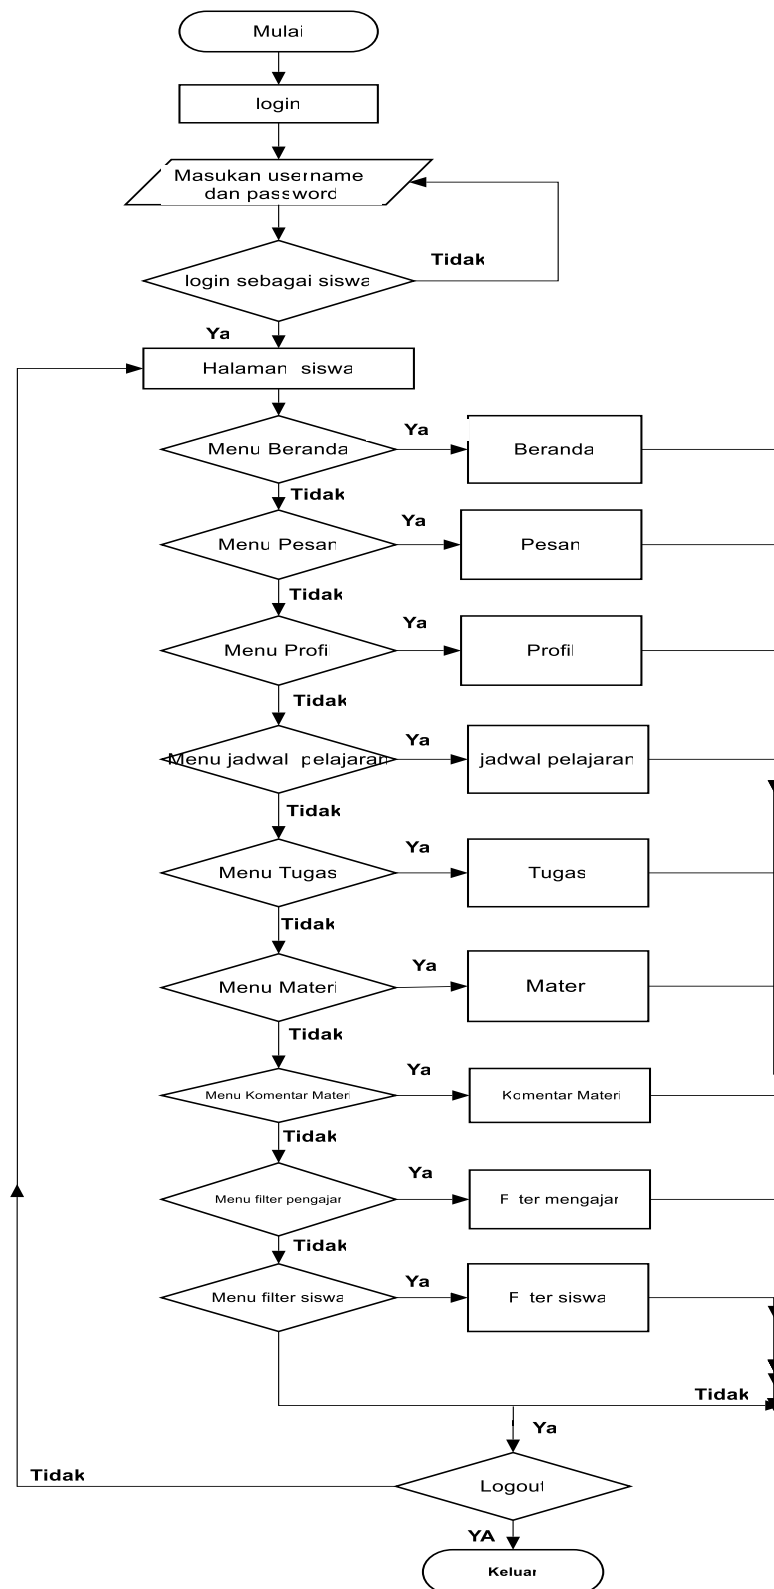 Mulai
login
Masukan username
dan password
Tidak
login sebagai siswa
Ya
Halaman siswa
Ya
Menu Beranda
Beranda
Tidak
Ya
Menu Pesan
Pesan
Tidak
Ya
Menu Profi
Profil
Tidak
Ya
Menu jadwal pelajaran
jadwal pelajaran
Tidak
Ya
Menu Tugas
Tugas
Tidak
Ya
Menu Materi
Mater
Tidak
Ya
Menu Komentar Materi
Komentar Materi
Tidak
Ya
Menu filter pengajar
F ter mengajar
Tidak
Ya
Menu filter siswa
F ter siswa
Tidak
Ya
Tidak
Logout
YA
Keluar